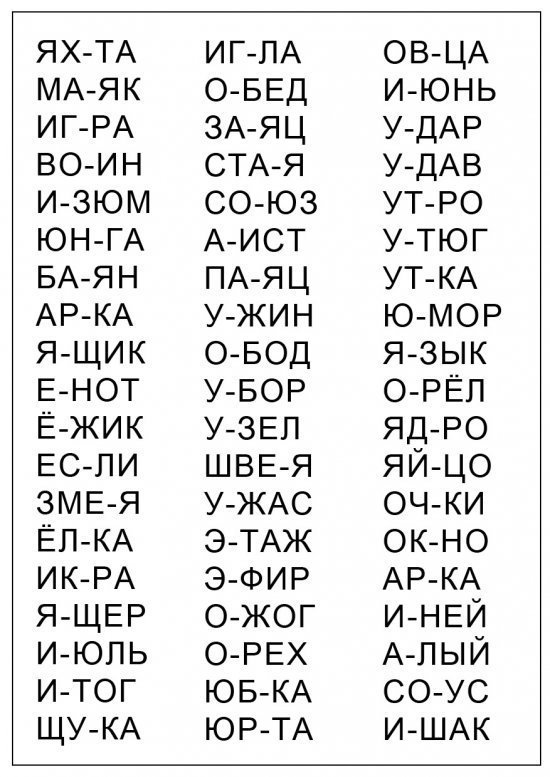 ЯХ-ТА ИГ-ЛА ОВ-ЦА
МА-ЯК О-БЕД И-ЮНЬ
ИГ-РА ЗА-ЯЦ У-ДАР
ВО-ИН СТА-Я У-ДАВ
И-ЗЮМ СО-ЮЗ УТ-РО
ЮН-ГА А-ИСТ У-ТЮГ
БА-ЯН ПА-ЯЦ УТ-КА
АР-КА У-ЖИН Ю-МОР
Я-ЩИК О-БОД Я-ЗЫК
Е-НОТ У-БОР О-РЁЛ
Ё-ЖИК У-ЗЕЛ ЯД-РО
ЕС-ЛИ ШВЕ-Я ЯЙ-ЦО
ЗМЕ-Я У-ЖАС ОЧ-КИ
ЁЛ-КА Э-ТАЖ ОК-НО
ИК-РА Э-ФИР АР-КА
Я-ЩЕР О-ЖОГ И-НЕЙ
И-ЮЛЬ О-РЕХ А-ЛЫЙ
И-ТОГ ЮБ-КА СО-УС
ЩУ-КА ЮР-ТА И-ШАК